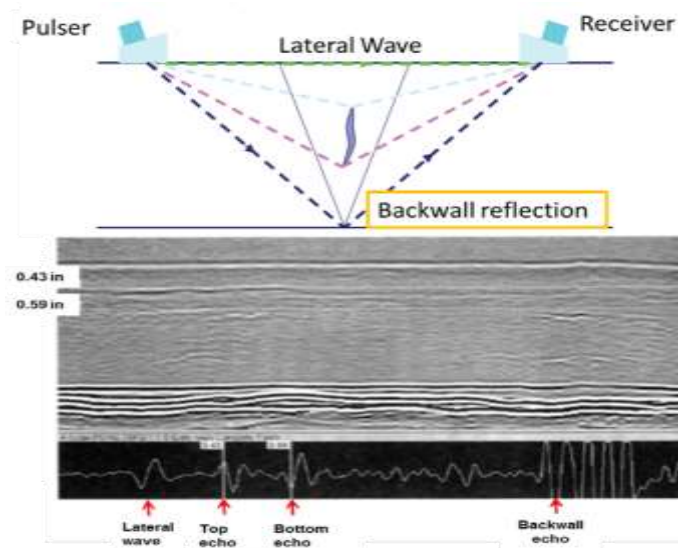 Pulser
Receiver
Lateral Wave
Backwall reflection
0.43 in
0.59 in
Lateral
wave
Top
echo
Bottom
echo
Backwall
echo